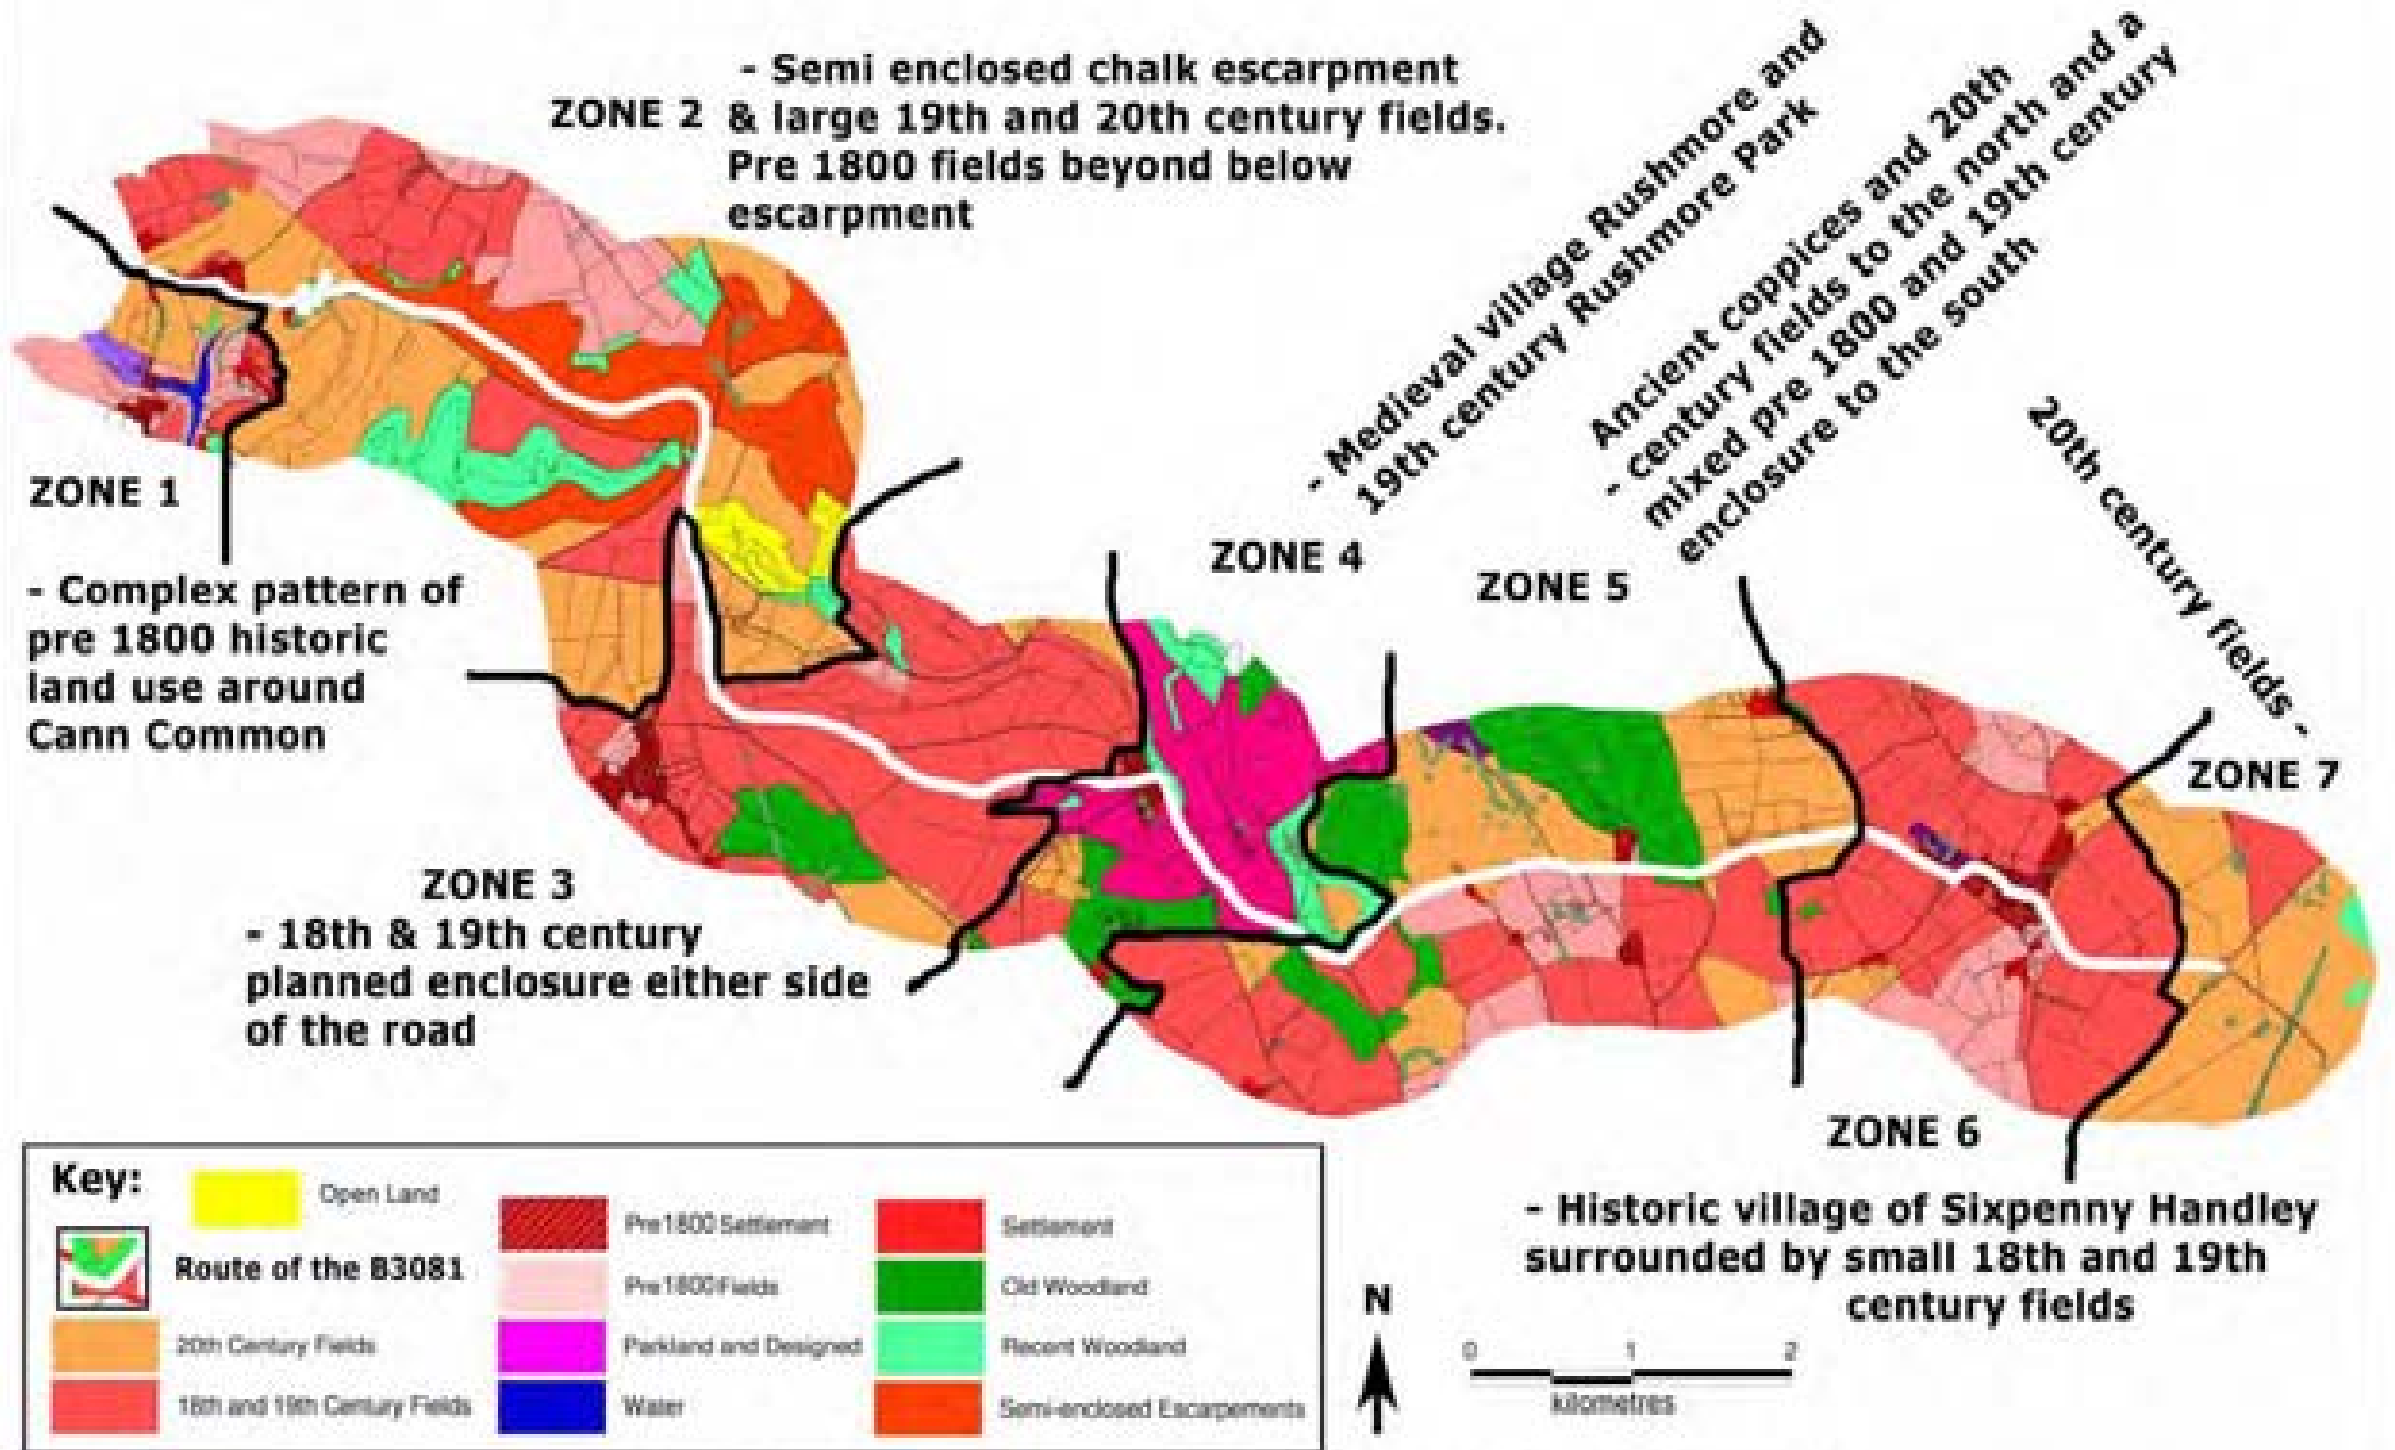 - Semi enclosed chalk escarpment
ZONE 2 & large 19th and 20th century fields.
Pre 1800 fields beyond below
escarpment
- Medieval village Rushmore and
19th century Rushmore Park
Ancient coppices and 20th
- century fields to the north and a
mixed pre 1800 and 19th century
enclosure to the south
20th century fields -
ZONE 1
- Complex pattern of
pre 1800 historic
land use around
Cann Common
ZONE 4
ZONE 5
ZONE 7
ZONE 3
- 18th & 19th century
planned enclosure either side
of the road
ZONE 6
- Historic village of Sixpenny Handley
surrounded by small 18th and 19th
century fields
Key:
Open Land
Route of the B3081
20th Century Fields
18th and 19th Century Fields
Pre1800 Settlement
Pre1800 Fields
Parkland and Designed
Water
Settlement
Old Woodland
Recent Woodland
Semi-enclosed Escarpements
N
0 1 2
kilometres